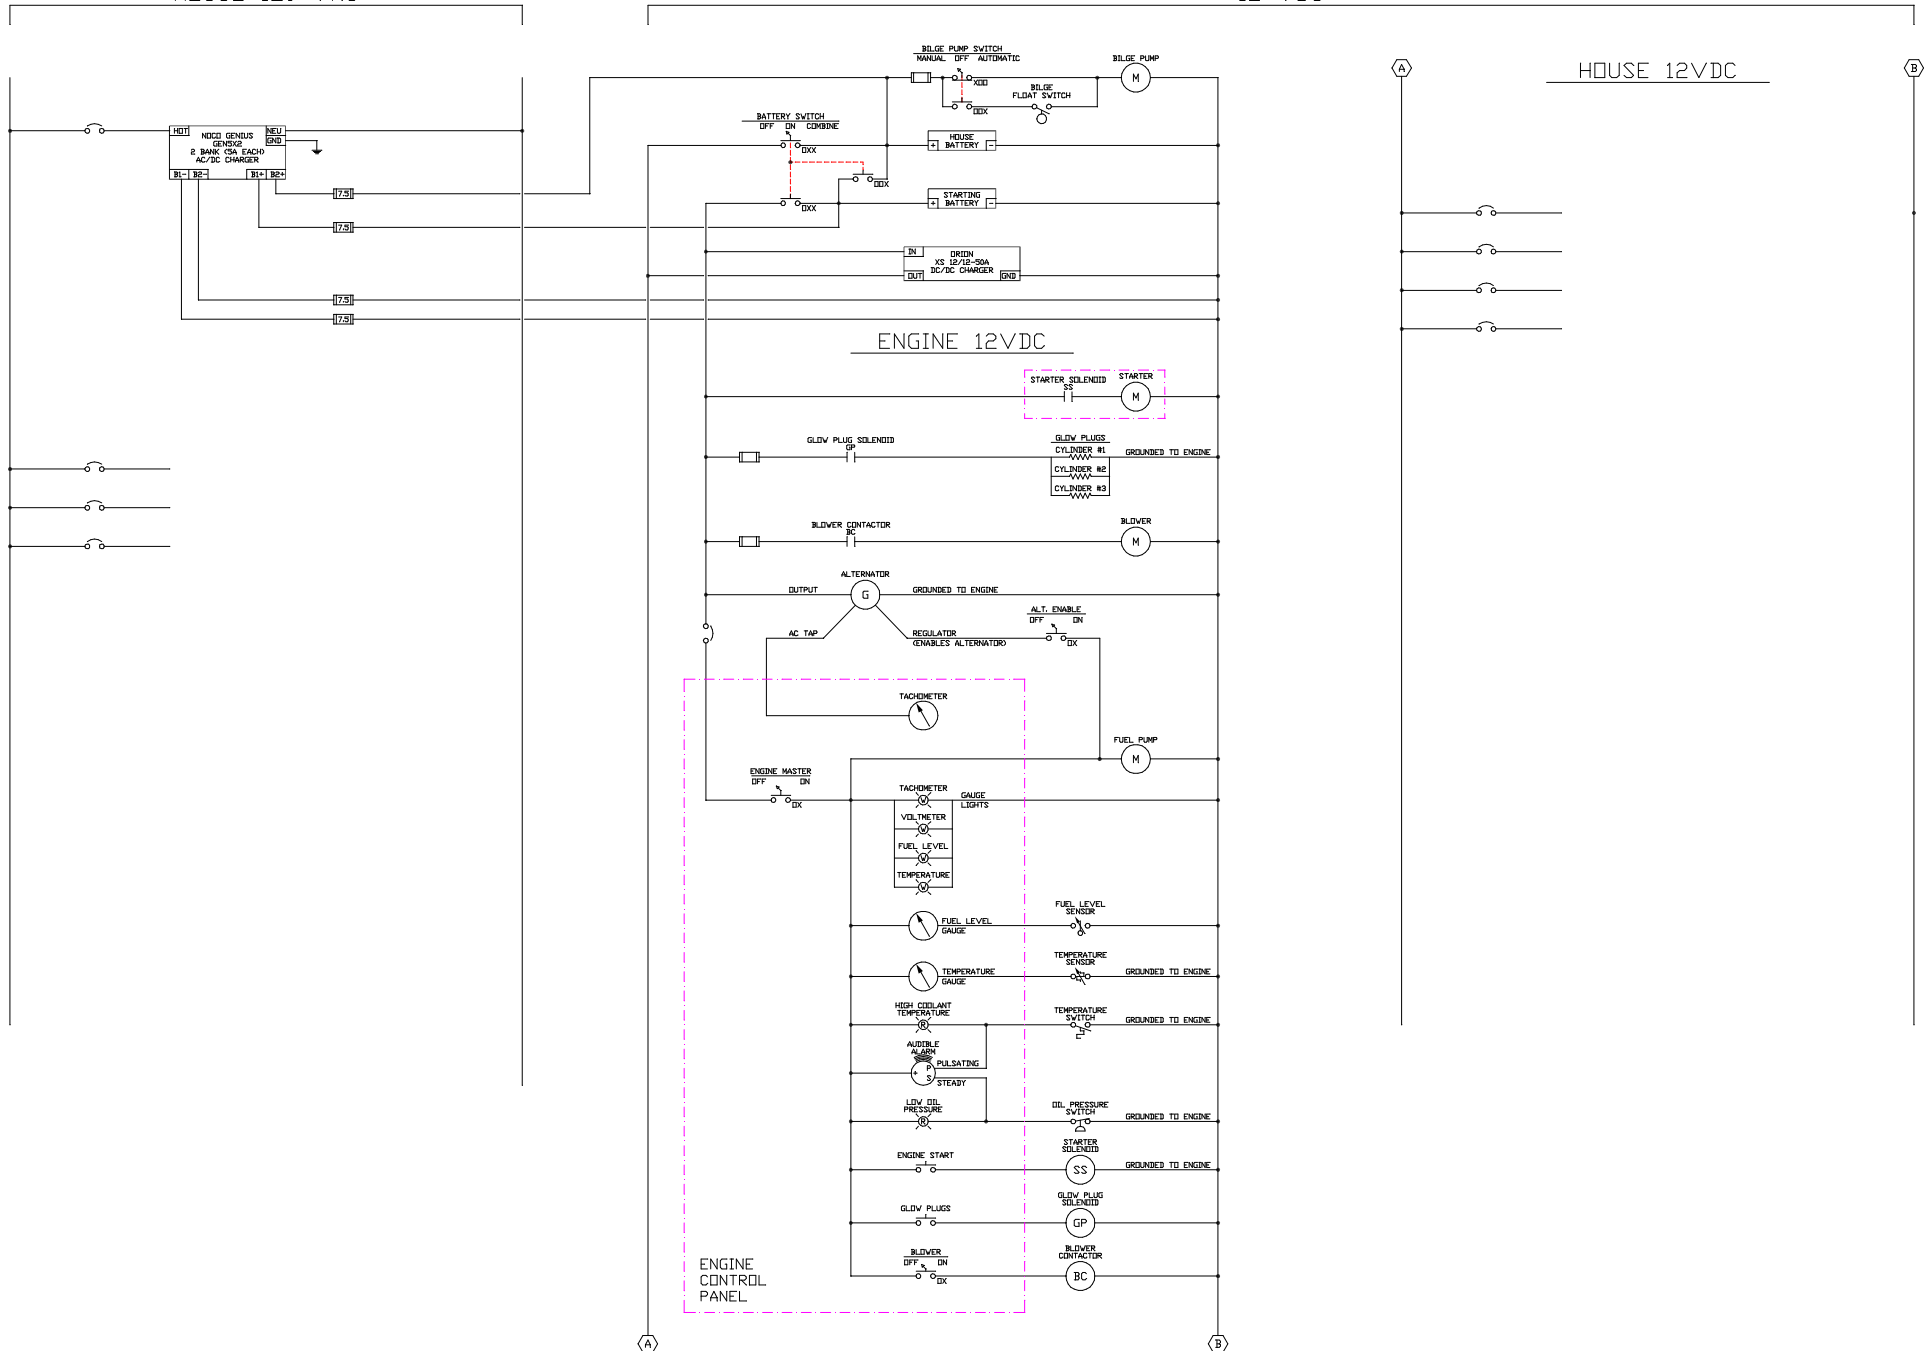 BILGE PUMP SWITCH
MANUAL OFF AUTOMATIC
XOO
OOX
BILGE
FLOAT SWITCH
BILGE PUMP
M
A
HOUSE 12VDC
B
HOT
NOCO GENIUS
GEN5X2
2 BANK (5A EACH)
AC/DC CHARGER
NEU
GND
B1- B2- B1+ B2+
7.5
7.5
7.5
7.5
BATTERY SWITCH
OFF ON COMBINE
OXX
OOX
OXX
+ HOUSE
BATTERY -
+ STARTING
BATTERY -
IN
ORION
XS 12/12-50A
DC/DC CHARGER
OUT
GND
ENGINE 12VDC
STARTER SOLENOID
SS
STARTER
M
GLOW PLUG SOLENOID
GP
GLOW PLUGS
CYLINDER #1
CYLINDER #2
CYLINDER #3
GROUNDED TO ENGINE
BLOWER CONTACTOR
BC
BLOWER
M
ALTERNATOR
OUTPUT
G
GROUNDED TO ENGINE
AC TAP
REGULATOR
(ENABLES ALTERNATOR)
ALT. ENABLE
OFF ON
OX
TACHOMETER
FUEL PUMP
M
ENGINE MASTER
OFF ON
OX
TACHOMETER
W
GAUGE
LIGHTS
VOLTMETER
W
FUEL LEVEL
W
TEMPERATURE
W
FUEL LEVEL
GAUGE
FUEL LEVEL
SENSOR
TEMPERATURE
GAUGE
TEMPERATURE
SENSOR
GROUNDED TO ENGINE
HIGH COOLANT
TEMPERATURE
R
TEMPERATURE
SWITCH
GROUNDED TO ENGINE
AUDIBLE
ALARM
+ P
S
PULSATING
STEADY
LOW OIL
PRESSURE
R
OIL PRESSURE
SWITCH
GROUNDED TO ENGINE
ENGINE START
STARTER
SOLENOID
SS
GROUNDED TO ENGINE
GLOW PLUGS
GLOW PLUG
SOLENOID
GP
BLOWER
OFF ON
OX
BLOWER
CONTACTOR
BC
ENGINE
CONTROL
PANEL
A
B